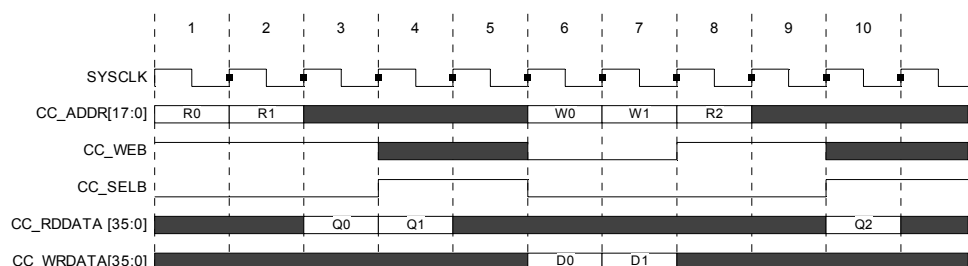 1 2 3 4 5 6 7 8 9 10
SYSCLK
CC_ADDR[17:0] R0 R1 W0 W1 R2
CC_WEB
CC_SELB
CC_RDDATA [35:0] Q0 Q1 Q2
CC_WRDATA[35:0] D0 D1